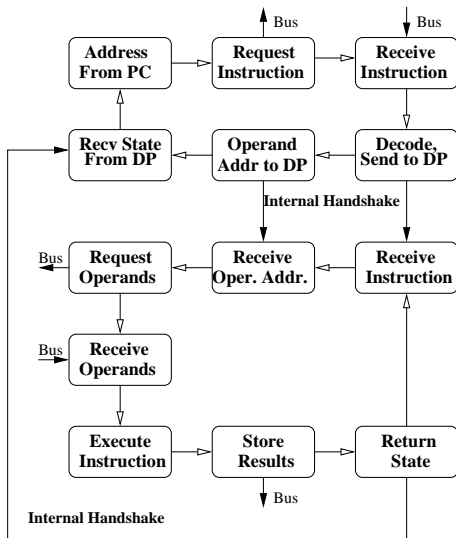 Bus
Bus
Address
From PC
Request
Instruction
Receive
Instruction
Recv State
From DP
Operand
Addr to DP
Decode,
Send to DP
Internal Handshake
Bus
Request
Operands
Receive
Oper. Addr.
Receive
Instruction
Bus
Receive
Operands
Execute
Instruction
Store
Results
Return
State
Bus
Internal Handshake